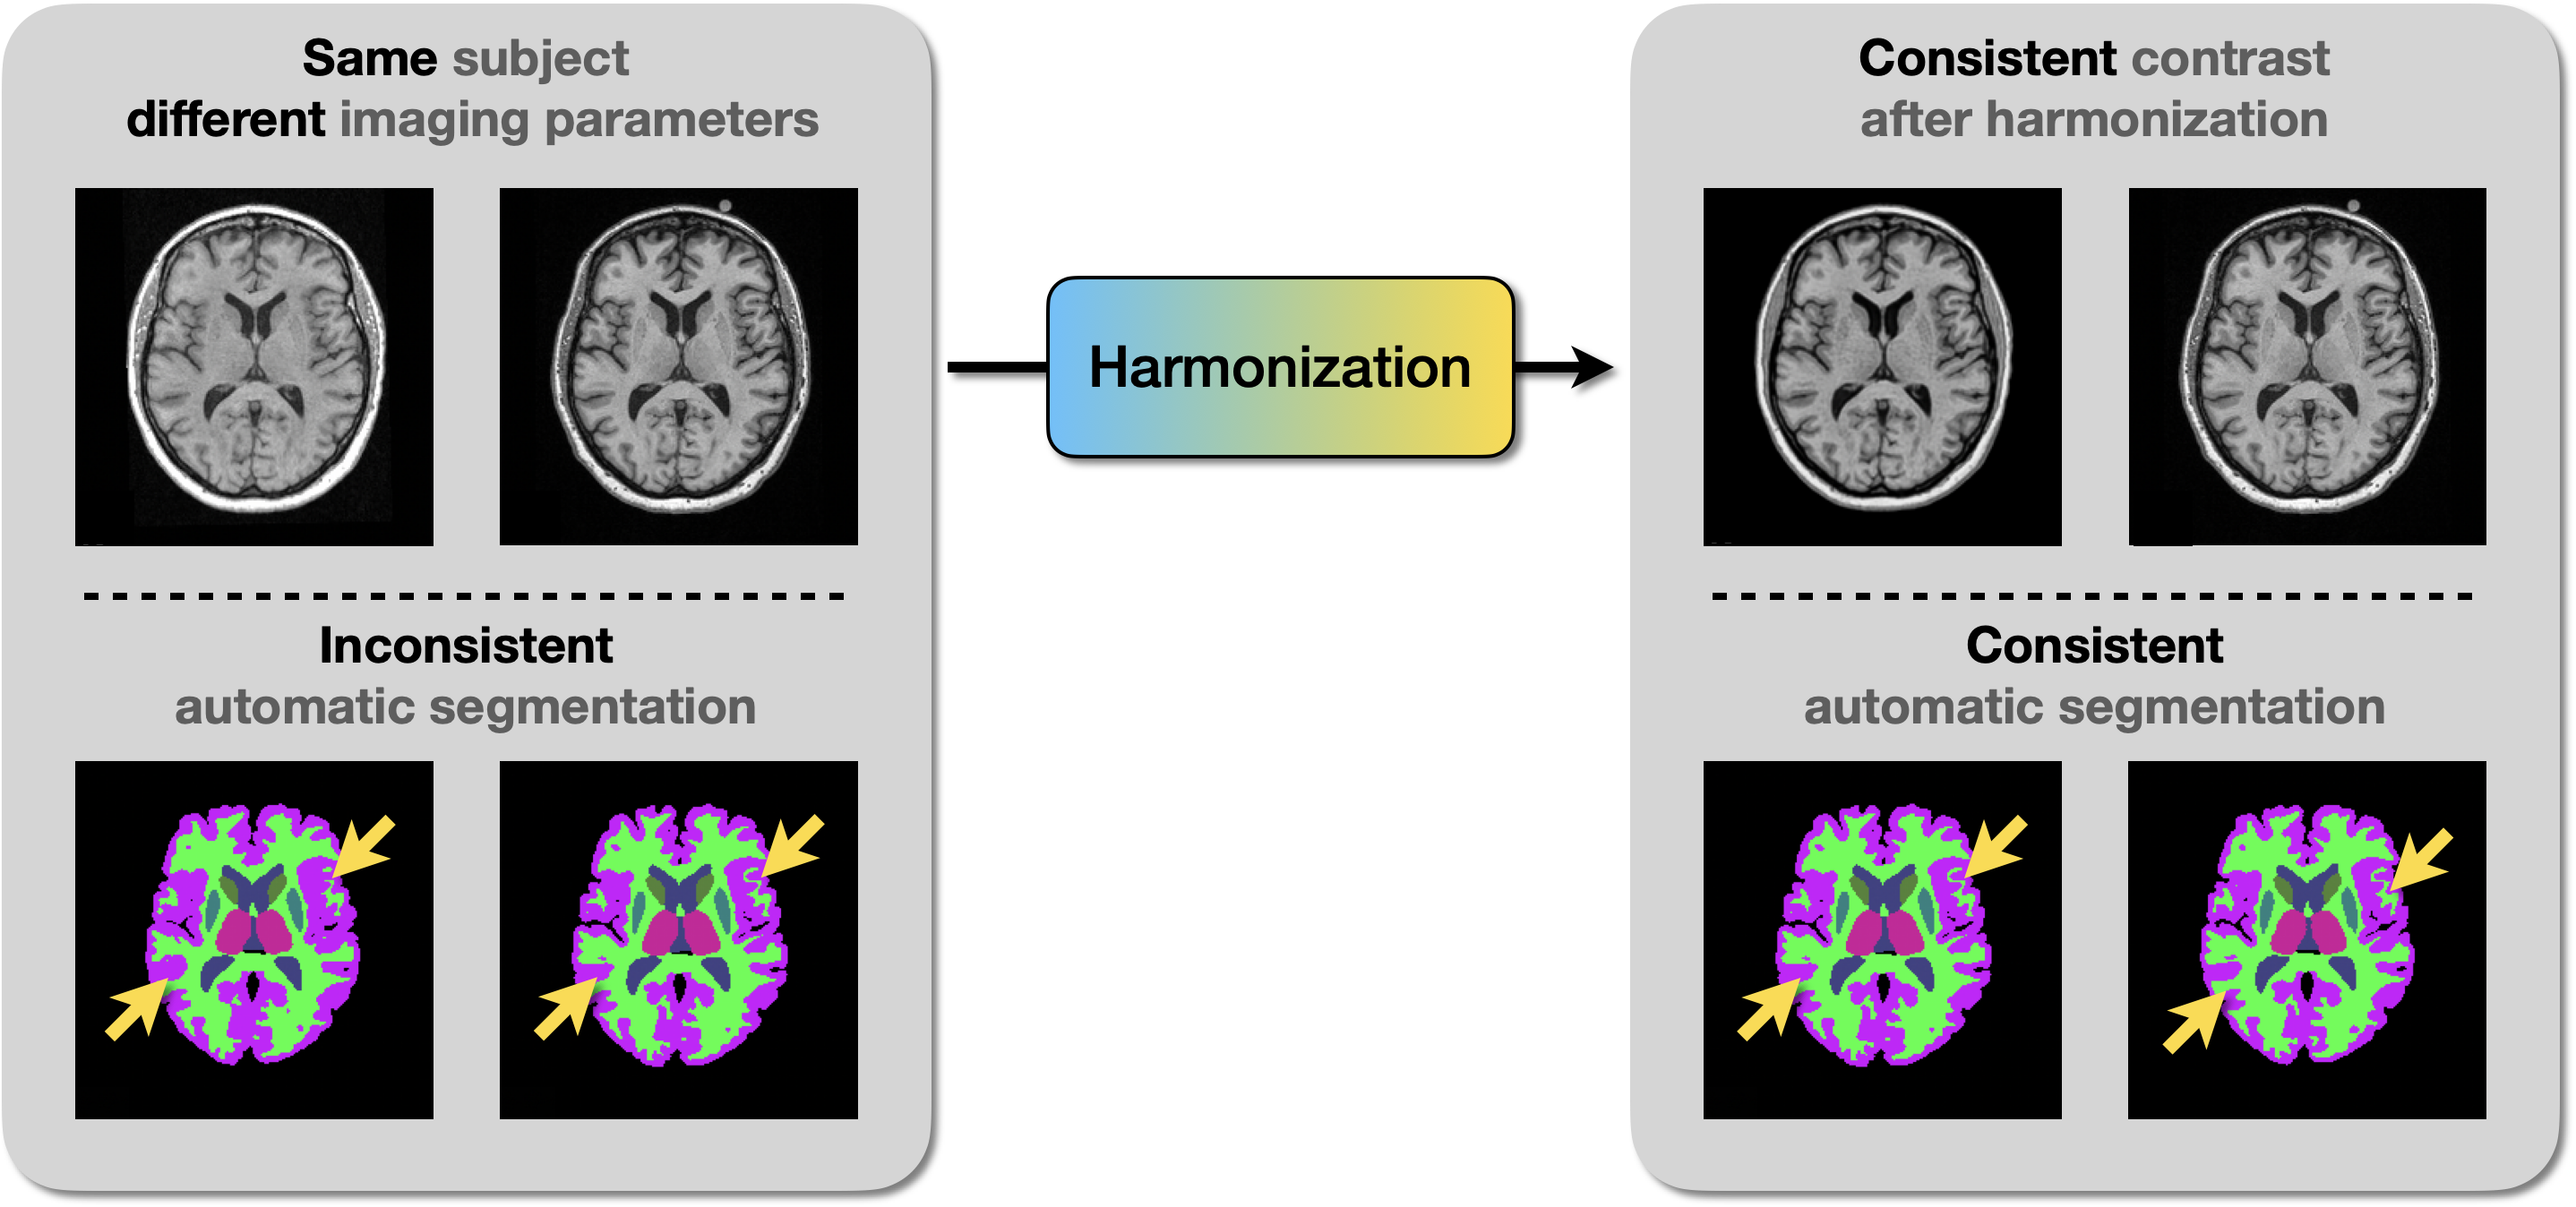 Same subject
different imaging parameters
Inconsistent
automatic segmentation
Harmonization
Consistent contrast
after harmonization
Consistent
automatic segmentation